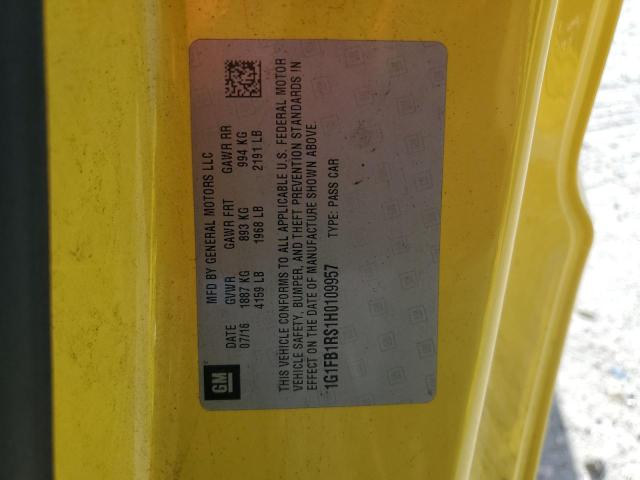 MFD BY GENERAL MOTORS LLC
DATE GVWR GAWR FRT GAWR RR
07/16 1887 KG 893 KG 994 KG
4159 LB 1968 LB 2191 LB
THIS VEHICLE CONFORMS TO ALL APPLICABLE U.S. FEDERAL MOTOR
VEHICLE SAFETY, BUMPER, AND THEFT PREVENTION STANDARDS IN
EFFECT ON THE DATE OF MANUFACTURE SHOWN ABOVE.
1G1FB1RS1H0109957 TYPE: PASS CAR
GM